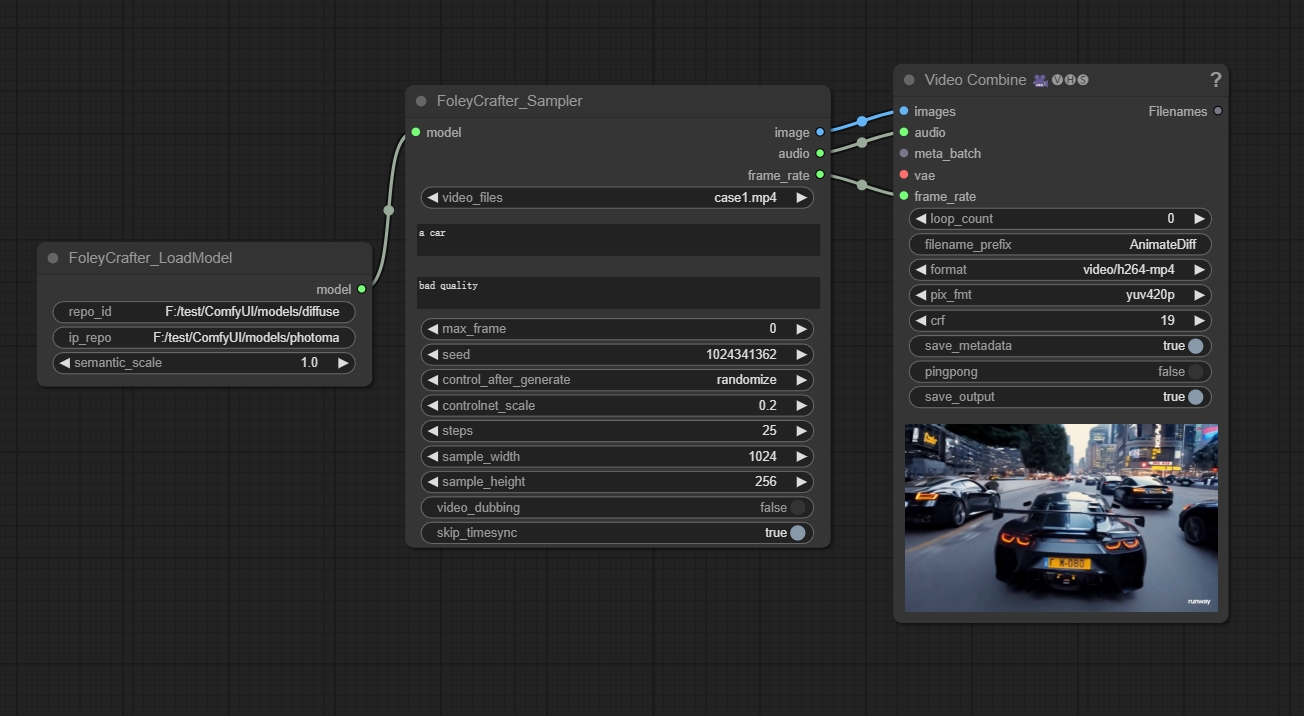 FoleyCrafter_LoadModel
model
repo_id F:/test/ComfyUI/models/diffuse
ip_repo F:/test/ComfyUI/models/photoma
semantic_scale 1.0
FoleyCrafter_Sampler
model
image
audio
frame_rate
video_files case1.mp4
a car
bad quality
max_frame 0
seed 1024341362
control_after_generate randomize
controlnet_scale 0.2
steps 25
sample_width 1024
sample_height 256
video_dubbing false
skip_timesync true
Video Combine 🎥🅥🅗🅢 ?
images Filenames
audio
meta_batch
vae
frame_rate
loop_count 0
filename_prefix AnimateDiff
format video/h264-mp4
pix_fmt yuv420p
crf 19
save_metadata true
pingpong false
save_output true
runway